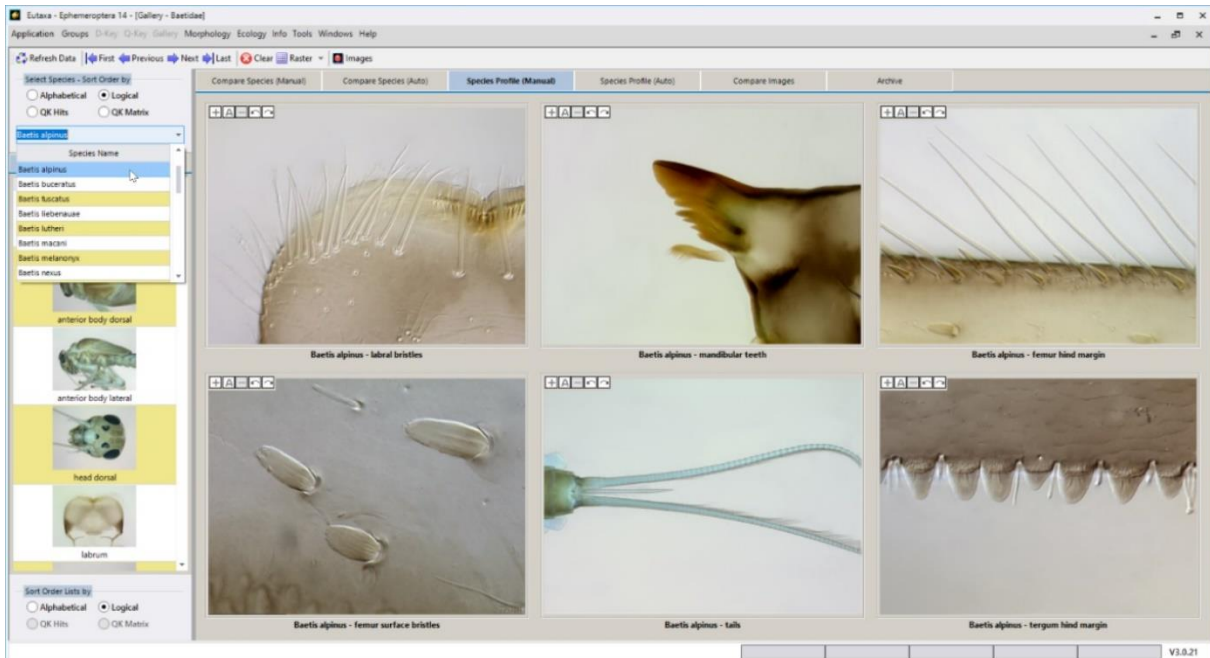 Eutaxa - Ephemeroptera 14 - [Gallery - Baetidae]
Application Groups D-Key Q-Key Gallery Morphology Ecology Info Tools Windows Help
Refresh Data First Previous Next Last Clear Raster Images
Select Species - Sort Order by
Alphabetical Logical
QK Hits QK Matrix
Baetis alpinus
Species Name
Baetis alpinus
Baetis buceratus
Baetis fuscatus
Baetis liebenauae
Baetis lutheri
Baetis macani
Baetis melanonyx
Baetis nexus
anterior body dorsal
anterior body lateral
head dorsal
labrum
Sort Order Lists by
Alphabetical Logical
QK Hits QK Matrix
Compare Species (Manual) Compare Species (Auto) Species Profile (Manual) Species Profile (Auto) Compare Images Archive
+ A - + A - + A -
Baetis alpinus - labral bristles Baetis alpinus - mandibular teeth Baetis alpinus - femur hind margin
+ A - + A - + A -
Baetis alpinus - femur surface bristles Baetis alpinus - tails Baetis alpinus - tergum hind margin
V3.0.21